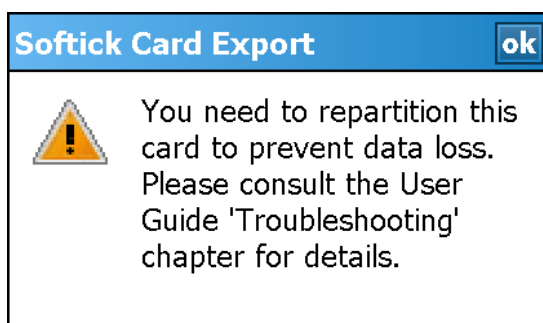 Softick Card Export ok
You need to repartition this
card to prevent data loss.
Please consult the User
Guide 'Troubleshooting'
chapter for details.